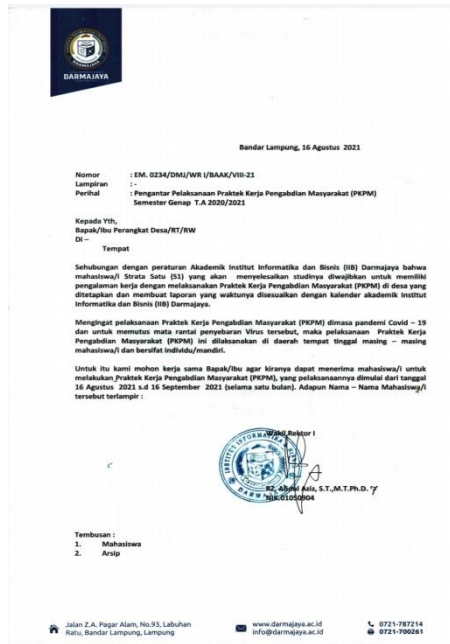 DARMAJAYA
Bandar Lampung, 16 Agustus 2021
Nomor : EM. 0234/DMJ/WR I/BAAK/VIII-21
Lampiran : -
Perihal : Pengantar Pelaksanaan Praktek Kerja Pengabdian Masyarakat (PKPM)
Semester Genap T.A 2020/2021
Kepada Yth,
Bapak/Ibu Perangkat Desa/RT/RW
Di –
Tempat
Sehubungan dengan peraturan Akademik Institut Informatika dan Bisnis (IIB) Darmajaya bahwa
mahasiswa/i Strata Satu (S1) yang akan menyelesaikan studinya diwajibkan untuk memiliki
pengalaman kerja dengan melaksanakan Praktek Kerja Pengabdian Masyarakat (PKPM) di desa yang
ditetapkan dan membuat laporan yang waktunya disesuaikan dengan kalender akademik Institut
Informatika dan Bisnis (IIB) Darmajaya.
Mengingat pelaksanaan Praktek Kerja Pengabdian Masyarakat (PKPM) dimasa pandemi Covid – 19
dan untuk memutus mata rantai penyebaran Virus tersebut, maka pelaksanaan Praktek Kerja
Pengabdian Masyarakat (PKPM) ini dilaksanakan di daerah tempat tinggal masing – masing
mahasiswa/i dan bersifat individu/mandiri.
Untuk itu kami mohon kerja sama Bapak/Ibu agar kiranya dapat menerima mahasiswa/i untuk
melakukan Praktek Kerja Pengabdian Masyarakat (PKPM), yang pelaksanaannya dimulai dari tanggal
16 Agustus 2021 s.d 16 September 2021 (selama satu bulan). Adapun Nama – Nama Mahasiswa/i
tersebut terlampir :
Wakil Rektor I
INSTITUT INFORMATIKA &
DARMAJAYA
RZ. Abdul Aziz, S.T.,M.T.Ph.D.
NIK 01050904
Tembusan :
1. Mahasiswa
2. Arsip
Jalan Z.A. Pagar Alam, No.93, Labuhan
Ratu, Bandar Lampung, Lampung
www.darmajaya.ac.id
info@darmajaya.ac.id
0721-787214
0721-700261